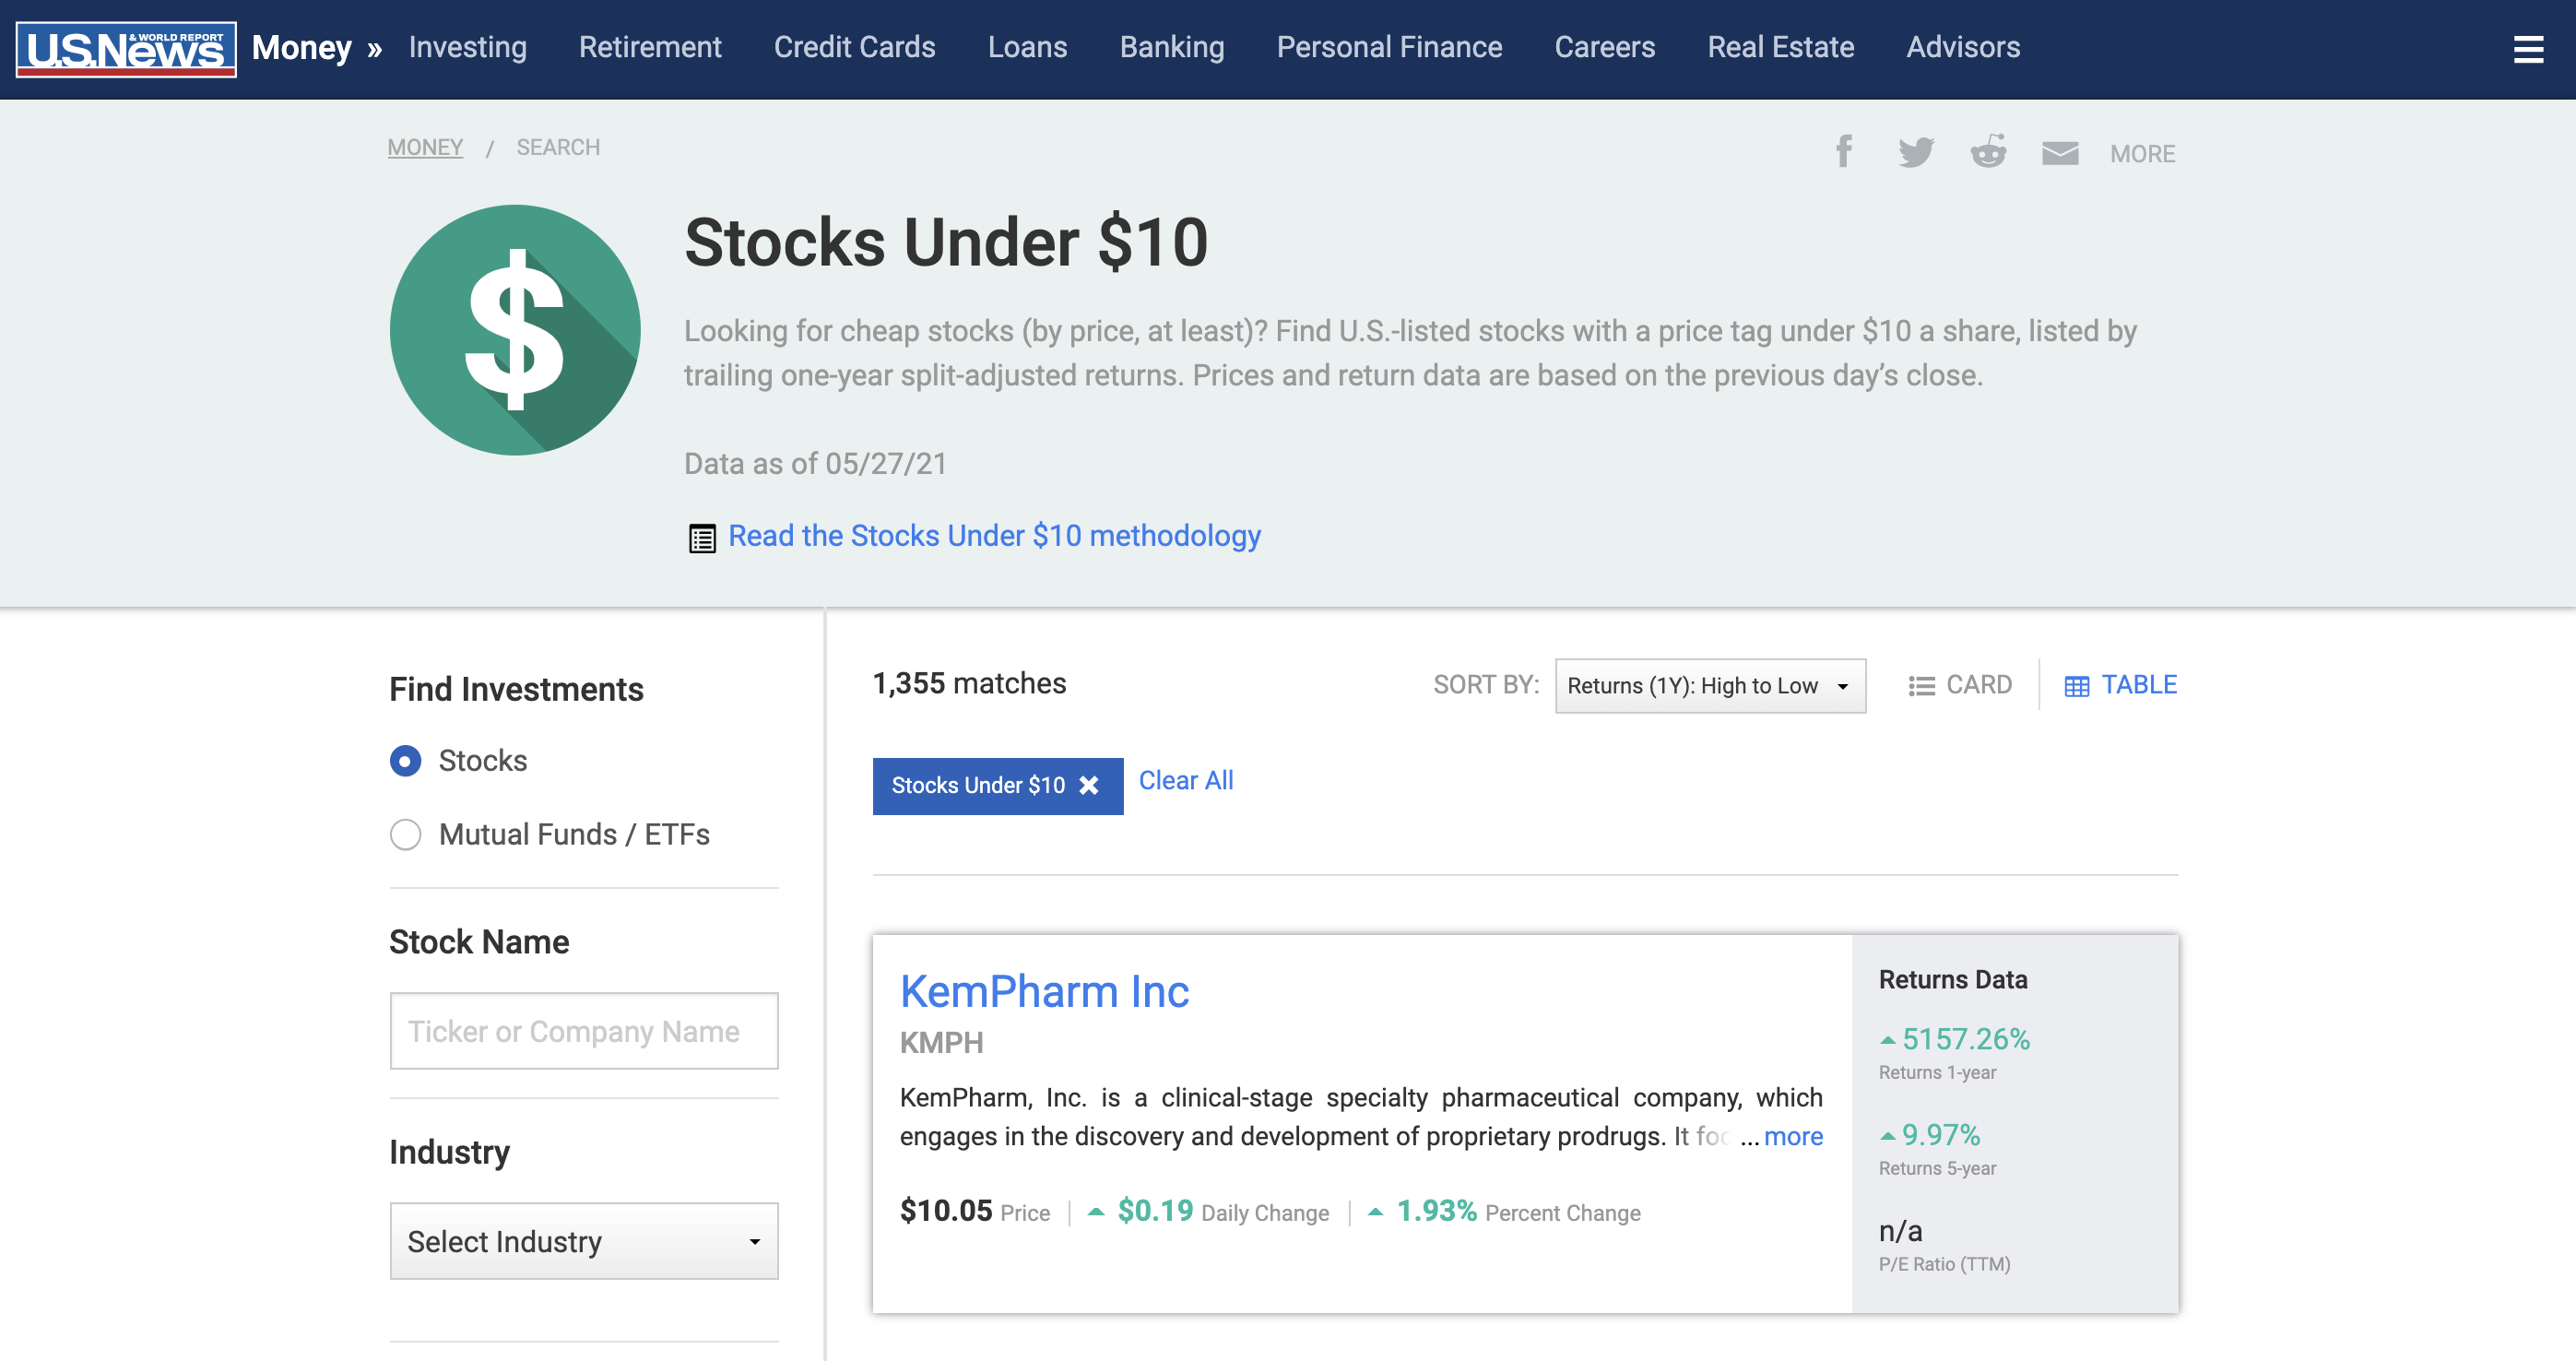 U.S.News & WORLD REPORT Money » Investing Retirement Credit Cards Loans Banking Personal Finance Careers Real Estate Advisors
MONEY / SEARCH
MORE
$
Stocks Under $10
Looking for cheap stocks (by price, at least)? Find U.S.-listed stocks with a price tag under $10 a share, listed by
trailing one-year split-adjusted returns. Prices and return data are based on the previous day’s close.
Data as of 05/27/21
Read the Stocks Under $10 methodology
Find Investments
Stocks
Mutual Funds / ETFs
Stock Name
Ticker or Company Name
Industry
Select Industry
1,355 matches
SORT BY: Returns (1Y): High to Low CARD TABLE
Stocks Under $10 Clear All
KemPharm Inc
KMPH
KemPharm, Inc. is a clinical-stage specialty pharmaceutical company, which
engages in the discovery and development of proprietary prodrugs. It foc ... more
$10.05 Price | $0.19 Daily Change | 1.93% Percent Change
Returns Data
5157.26%
Returns 1-year
9.97%
Returns 5-year
n/a
P/E Ratio (TTM)